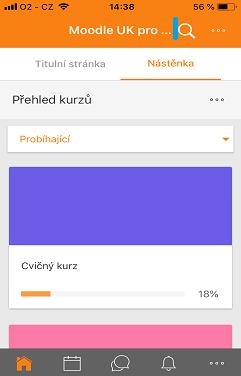 O2 - CZ 14:38 56 %
Moodle UK pro ...
Titulní stránka Nástěnka
Přehled kurzů
Probíhající
Cvičný kurz
18%